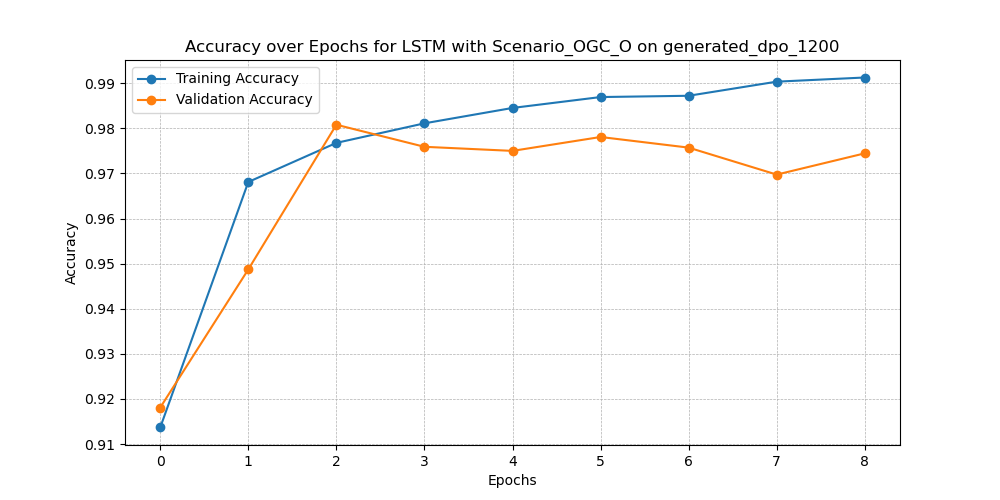 Accuracy over Epochs for LSTM with Scenario_OGC_O on generated_dpo_1200
Training Accuracy
Validation Accuracy
0.99
0.98
0.97
0.96
0.95
0.94
0.93
0.92
0.91
Accuracy
0 1 2 3 4 5 6 7 8
Epochs